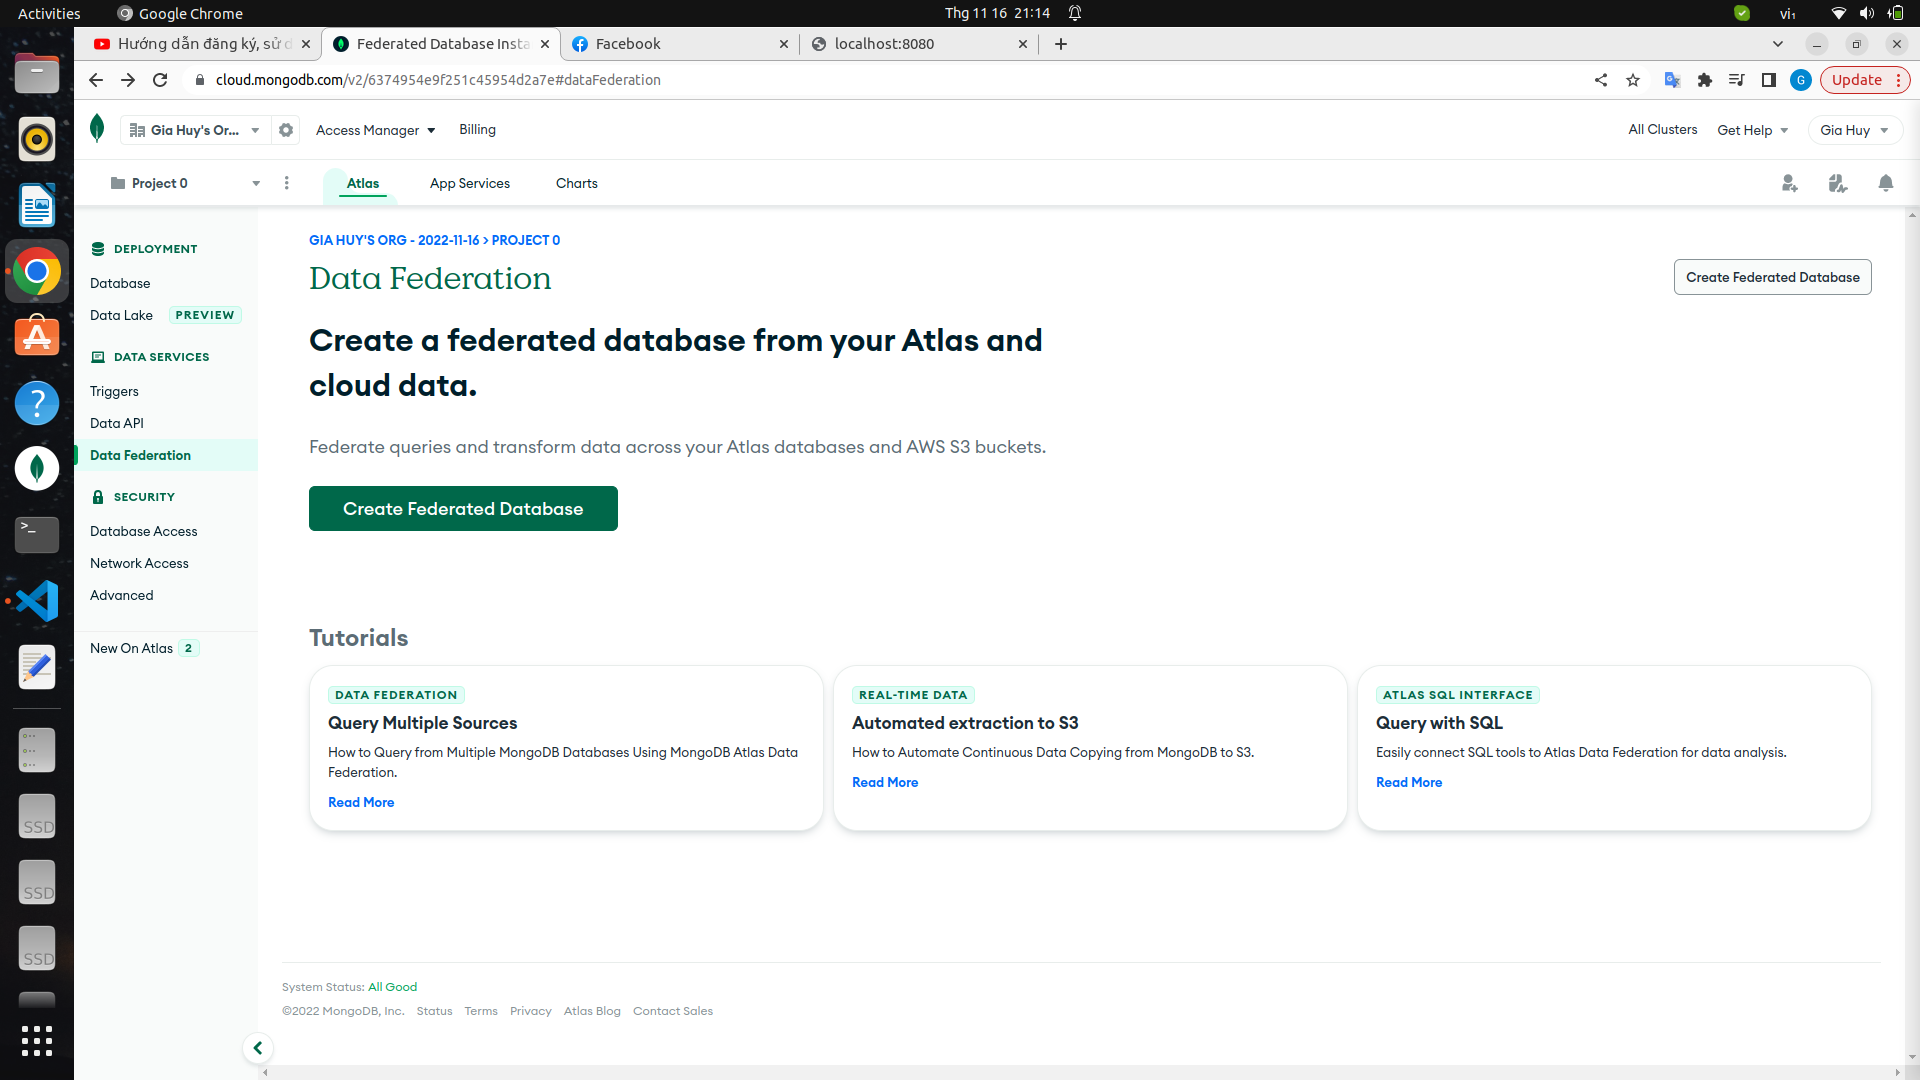 Activities
Google Chrome
Thg 11 16 21:14
vi₁
Hướng dẫn đăng ký, sử d
Federated Database Insta
Facebook
localhost:8080
cloud.mongodb.com/v2/6374954e9f251c45954d2a7e#dataFederation
G
Update
Gia Huy's Or...
Access Manager
Billing
All Clusters
Get Help
Gia Huy
Project 0
Atlas
App Services
Charts
DEPLOYMENT
Database
Data Lake PREVIEW
DATA SERVICES
Triggers
Data API
Data Federation
SECURITY
Database Access
Network Access
Advanced
New On Atlas 2
GIA HUY'S ORG - 2022-11-16 > PROJECT 0
Data Federation
Create Federated Database
Create a federated database from your Atlas and
cloud data.
Federate queries and transform data across your Atlas databases and AWS S3 buckets.
Create Federated Database
Tutorials
DATA FEDERATION
Query Multiple Sources
How to Query from Multiple MongoDB Databases Using MongoDB Atlas Data
Federation.
Read More
REAL-TIME DATA
Automated extraction to S3
How to Automate Continuous Data Copying from MongoDB to S3.
Read More
ATLAS SQL INTERFACE
Query with SQL
Easily connect SQL tools to Atlas Data Federation for data analysis.
Read More
System Status: All Good
©2022 MongoDB, Inc. Status Terms Privacy Atlas Blog Contact Sales
SSD
SSD
SSD